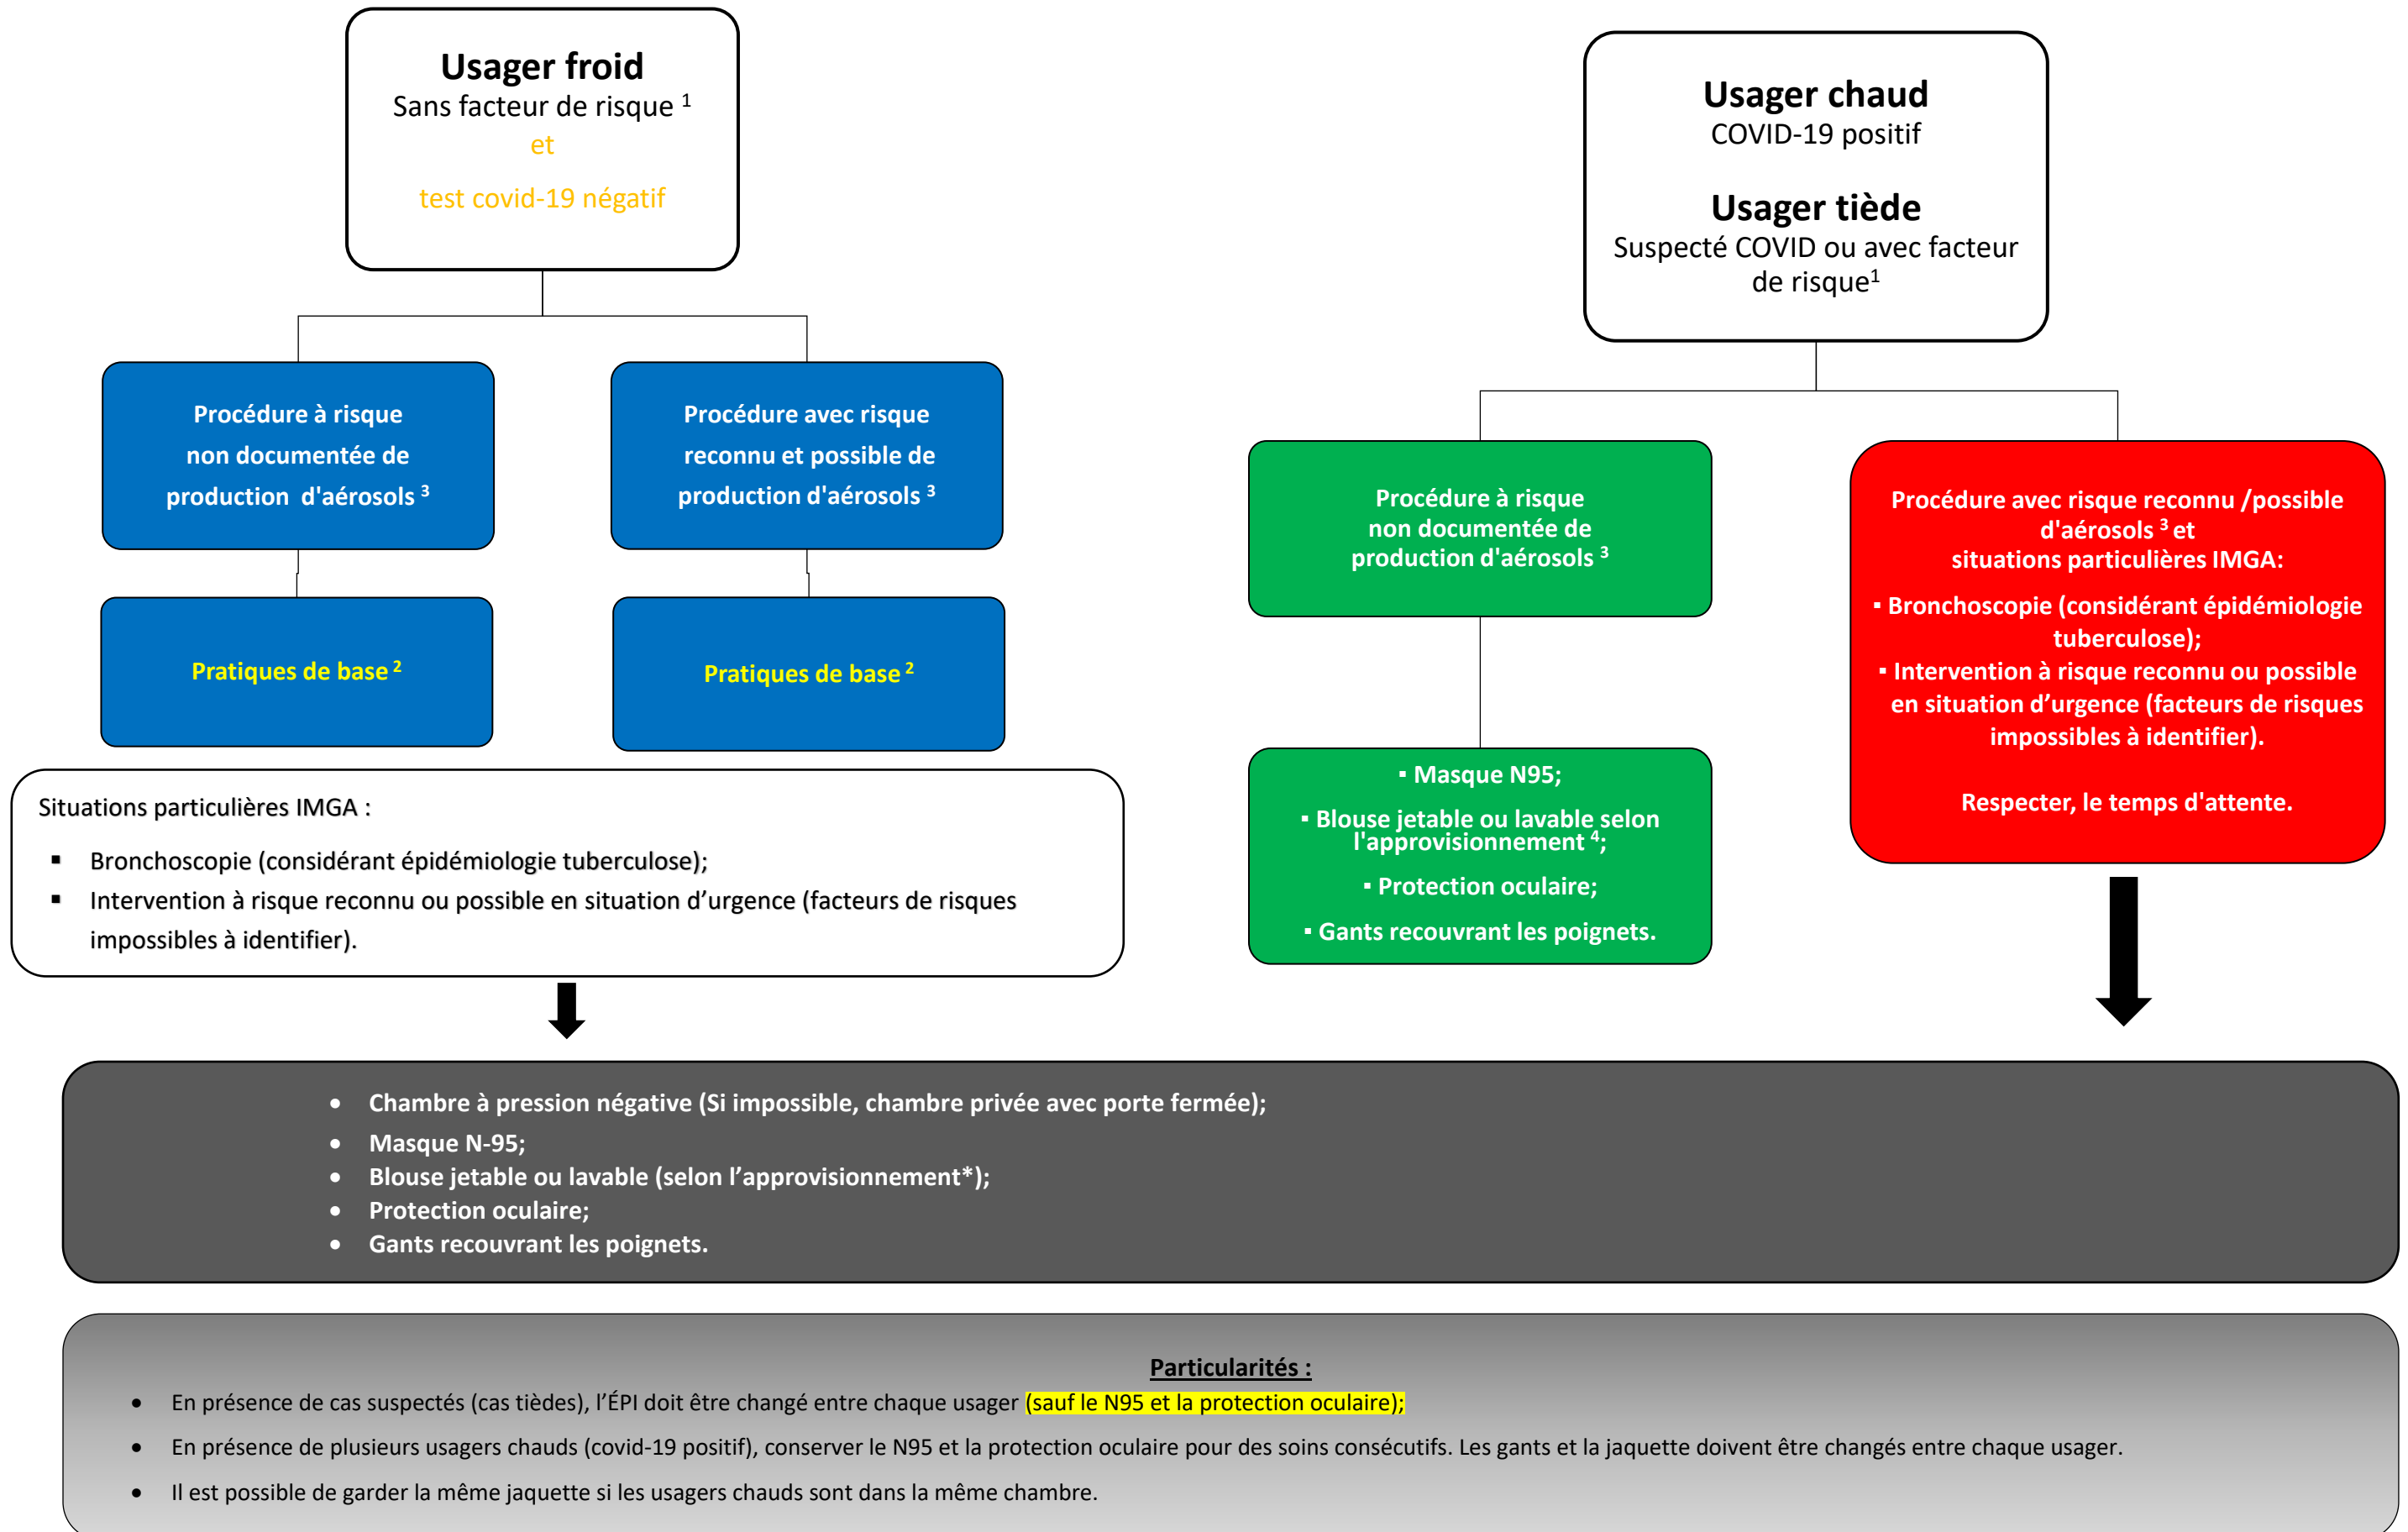 Usager froid
Sans facteur de risque 1
et
test covid-19 négatif
Usager chaud
COVID-19 positif
Usager tiède
Suspecté COVID ou avec facteur
de risque1
Procédure à risque
non documentée de
production d'aérosols 3
Procédure avec risque
reconnu et possible de
production d'aérosols 3
Pratiques de base 2
Pratiques de base 2
Procédure à risque
non documentée de
production d'aérosols 3
Procédure avec risque reconnu /possible
d'aérosols 3 et
situations particulières IMGA:
▪ Bronchoscopie (considérant épidémiologie
tuberculose);
▪ Intervention à risque reconnu ou possible
en situation d’urgence (facteurs de risques
impossibles à identifier).
Respecter, le temps d'attente.
▪ Masque N95;
▪ Blouse jetable ou lavable selon
l'approvisionnement 4;
▪ Protection oculaire;
▪ Gants recouvrant les poignets.
Situations particulières IMGA :
▪ Bronchoscopie (considérant épidémiologie tuberculose);
▪ Intervention à risque reconnu ou possible en situation d’urgence (facteurs de risques
impossibles à identifier).
• Chambre à pression négative (Si impossible, chambre privée avec porte fermée);
• Masque N-95;
• Blouse jetable ou lavable (selon l’approvisionnement*);
• Protection oculaire;
• Gants recouvrant les poignets.
Particularités :
• En présence de cas suspectés (cas tièdes), l’ÉPI doit être changé entre chaque usager (sauf le N95 et la protection oculaire);
• En présence de plusieurs usagers chauds (covid-19 positif), conserver le N95 et la protection oculaire pour des soins consécutifs. Les gants et la jaquette doivent être changés entre chaque usager.
• Il est possible de garder la même jaquette si les usagers chauds sont dans la même chambre.